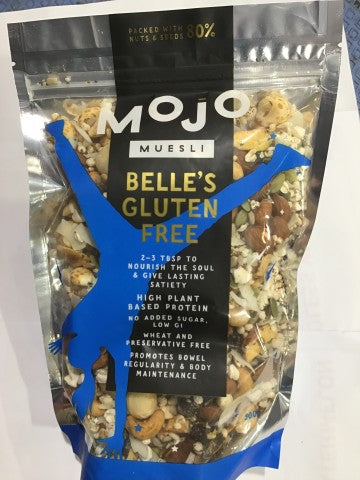 PACKED WITH
NUTS & SEEDS 80%
MOJO
MUESLI
BELLE'S
GLUTEN
FREE
2-3 TBSP TO
NOURISH THE SOUL
& GIVE LASTING
SATIETY
HIGH PLANT
BASED PROTEIN
NO ADDED SUGAR,
LOW GI
WHEAT AND
PRESERVATIVE FREE
PROMOTES BOWEL
REGULARITY & BODY
MAINTENANCE